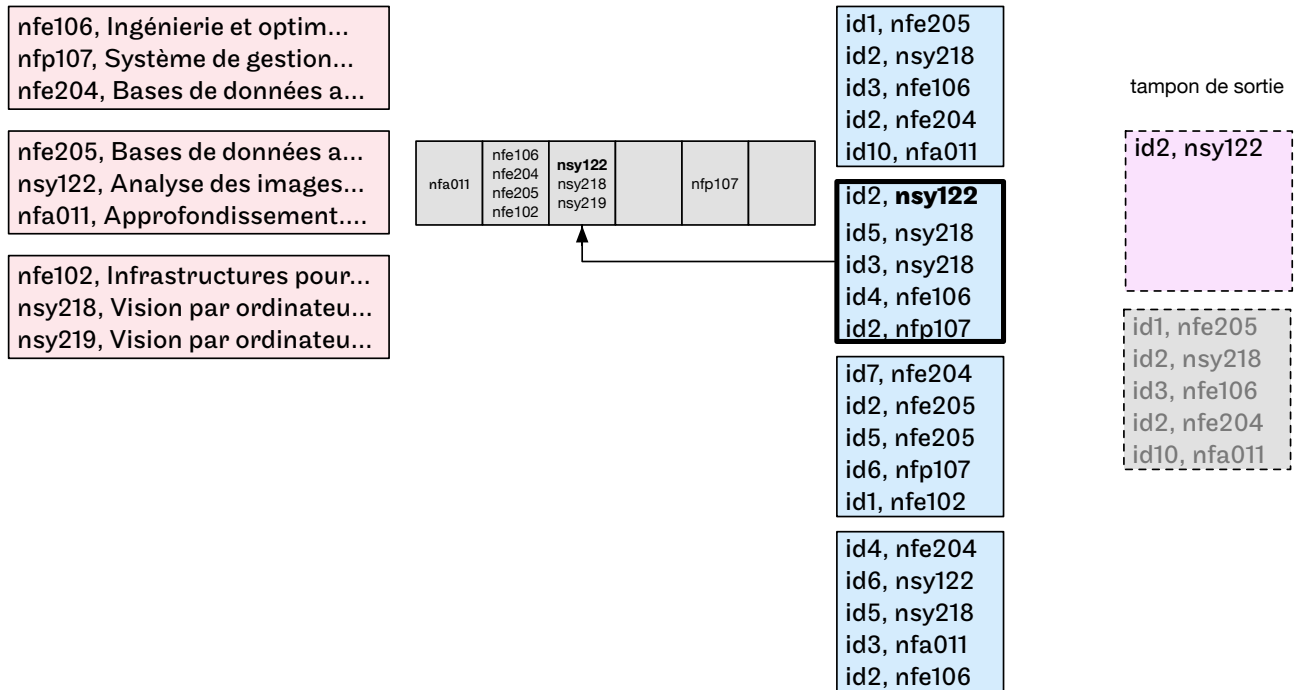 nfe106, Ingénierie et optim...
nfp107, Système de gestion...
nfe204, Bases de données a...
nfe205, Bases de données a...
nsy122, Analyse des images...
nfa011, Approfondissement....
nfe102, Infrastructures pour...
nsy218, Vision par ordinateu...
nsy219, Vision par ordinateu...
nfa011
nfe106
nfe204
nfe205
nfe102
nsy122
nsy218
nsy219
nfp107
id1, nfe205
id2, nsy218
id3, nfe106
id2, nfe204
id10, nfa011
id2, nsy122
id5, nsy218
id3, nsy218
id4, nfe106
id2, nfp107
id7, nfe204
id2, nfe205
id5, nfe205
id6, nfp107
id1, nfe102
id4, nfe204
id6, nsy122
id5, nsy218
id3, nfa011
id2, nfe106
tampon de sortie
id2, nsy122
id1, nfe205
id2, nsy218
id3, nfe106
id2, nfe204
id10, nfa011